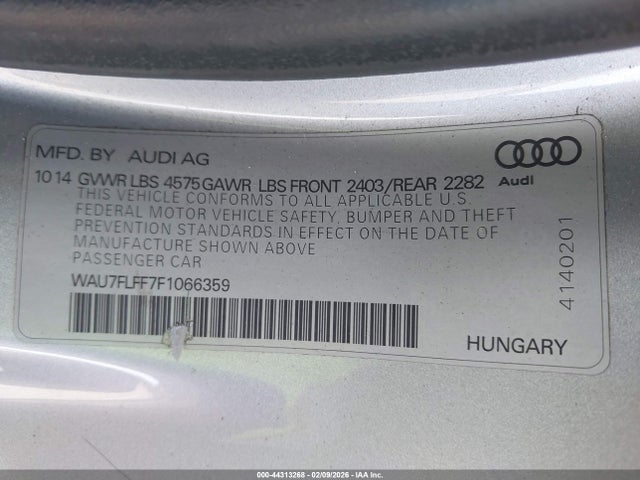 MFD. BY AUDI AG
Audi
10 14 GVWR LBS 4575 GAWR LBS FRONT 2403/REAR 2282
THIS VEHICLE CONFORMS TO ALL APPLICABLE U.S.
FEDERAL MOTOR VEHICLE SAFETY, BUMPER AND THEFT
PREVENTION STANDARDS IN EFFECT ON THE DATE OF
MANUFACTURE SHOWN ABOVE
PASSENGER CAR
WAU7FLFF7F1066359
4140201
HUNGARY
000-44313268 - 02/09/2026 - IAA Inc.